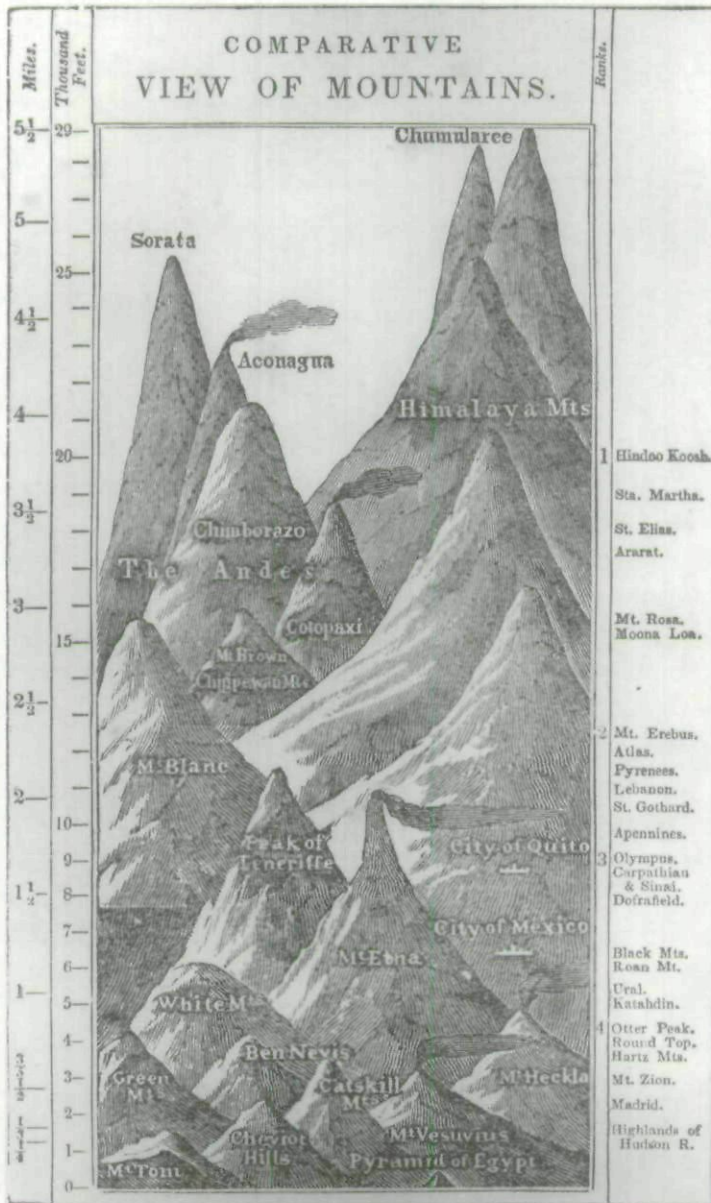 COMPARATIVE
VIEW OF MOUNTAINS.
Miles.
Thousand
Feet.
Ranks.
5½
5
4½
4
3½
3
2½
2
1½
1
29
25
20
15
10
9
8
7
6
5
4
3
2
1
0
Chumularee
Sorata
Aconagua
Himalaya Mts
Chimborazo
The Andes
Cotopaxi
Mt Brown
Chippewan Mts
Mt Blanc
Peak of
Teneriffe
City of Quito
City of Mexico
Mt Etna
White Mts
Ben Nevis
Green
Mts
Catskill
Mts
Mt Heckla
Cheviot
Hills
Mt Vesuvius
Mt Tom
Pyramid of Egypt
1 Hindoo Koosh.
Sta. Martha.
St. Elias.
Ararat.
Mt. Rosa.
Moona Loa.
2 Mt. Erebus.
Atlas.
Pyrenees.
Lebanon.
St. Gothard.
Apennines.
3 Olympus.
Carpathian
& Sinai.
Dofrafield.
Black Mts.
Roan Mt.
Ural.
Katahdin.
4 Otter Peak.
Round Top.
Hartz Mts.
Mt. Zion.
Madrid.
Highlands of
Hudson R.